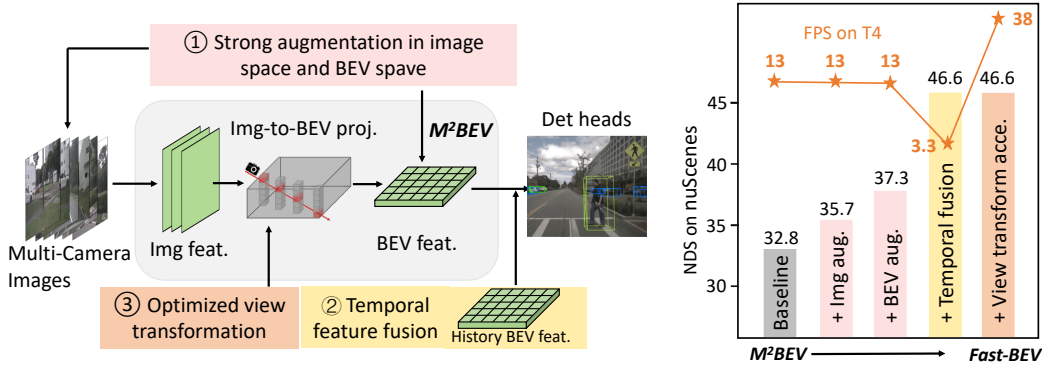 ① Strong augmentation in image
space and BEV spave
Img-to-BEV proj.
M²BEV
Det heads
Multi-Camera
Images
Img feat.
BEV feat.
③ Optimized view
transformation
② Temporal
feature fusion
History BEV feat.
NDS on nuScenes
45
40
35
30
FPS on T4
13
13
13
3.3
38
32.8
35.7
37.3
46.6
46.6
Baseline
+ Img aug.
+ BEV aug.
+ Temporal fusion
+ View transform acce.
M²BEV
Fast-BEV